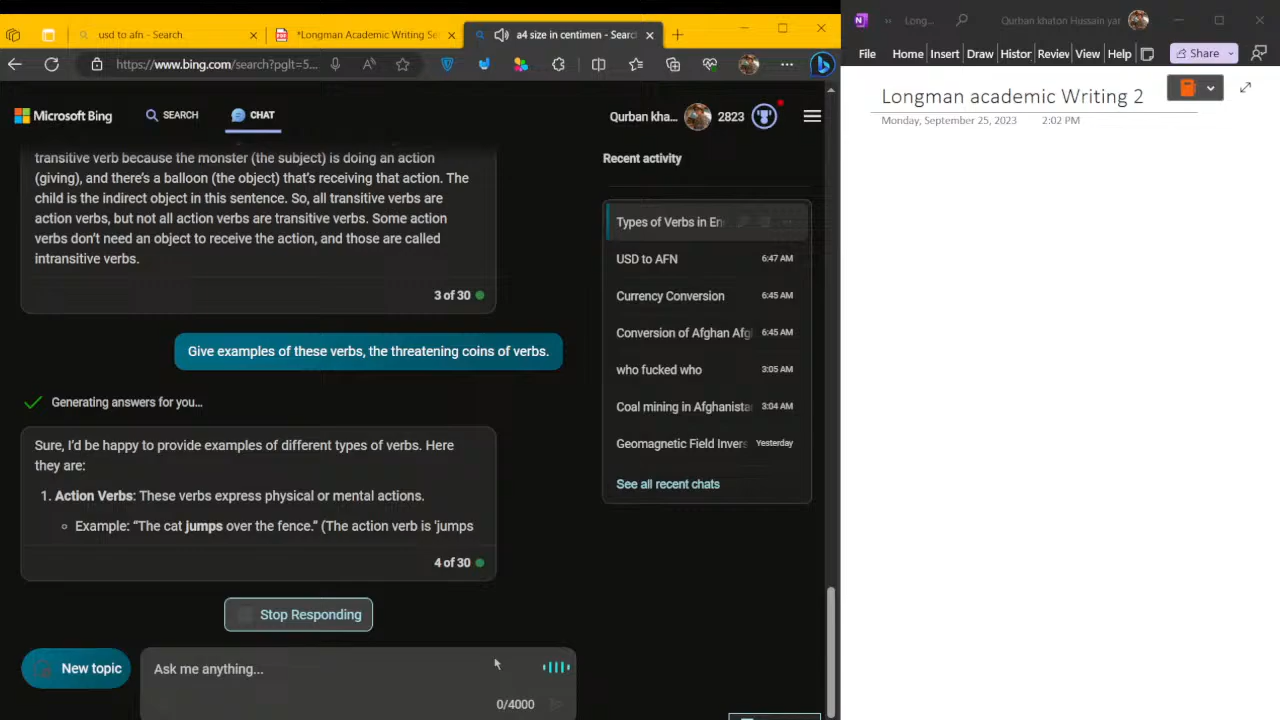 usd to afn - Search
*Longman Academic Writing Se
a4 size in centimen - Searc
https://www.bing.com/search?pglt=5...
Microsoft Bing
SEARCH
CHAT
Qurban kha...
2823
transitive verb because the monster (the subject) is doing an action
(giving), and there's a balloon (the object) that's receiving that action. The
child is the indirect object in this sentence. So, all transitive verbs are
action verbs, but not all action verbs are transitive verbs. Some action
verbs don't need an object to receive the action, and those are called
intransitive verbs.
3 of 30
Give examples of these verbs, the threatening coins of verbs.
Generating answers for you...
Sure, I'd be happy to provide examples of different types of verbs. Here
they are:
1. Action Verbs: These verbs express physical or mental actions.
Example: “The cat jumps over the fence.” (The action verb is 'jumps
4 of 30
Stop Responding
New topic
Ask me anything...
0/4000
Recent activity
Types of Verbs in En
USD to AFN 6:47 AM
Currency Conversion 6:45 AM
Conversion of Afghan Afg 6:45 AM
who fucked who 3:05 AM
Coal mining in Afghanista 3:04 AM
Geomagnetic Field Invers Yesterday
See all recent chats
Long...
Qurban khaton Hussain yar
File Home Insert Draw Histor Review View Help
Share
Longman academic Writing 2
Monday, September 25, 2023 2:02 PM